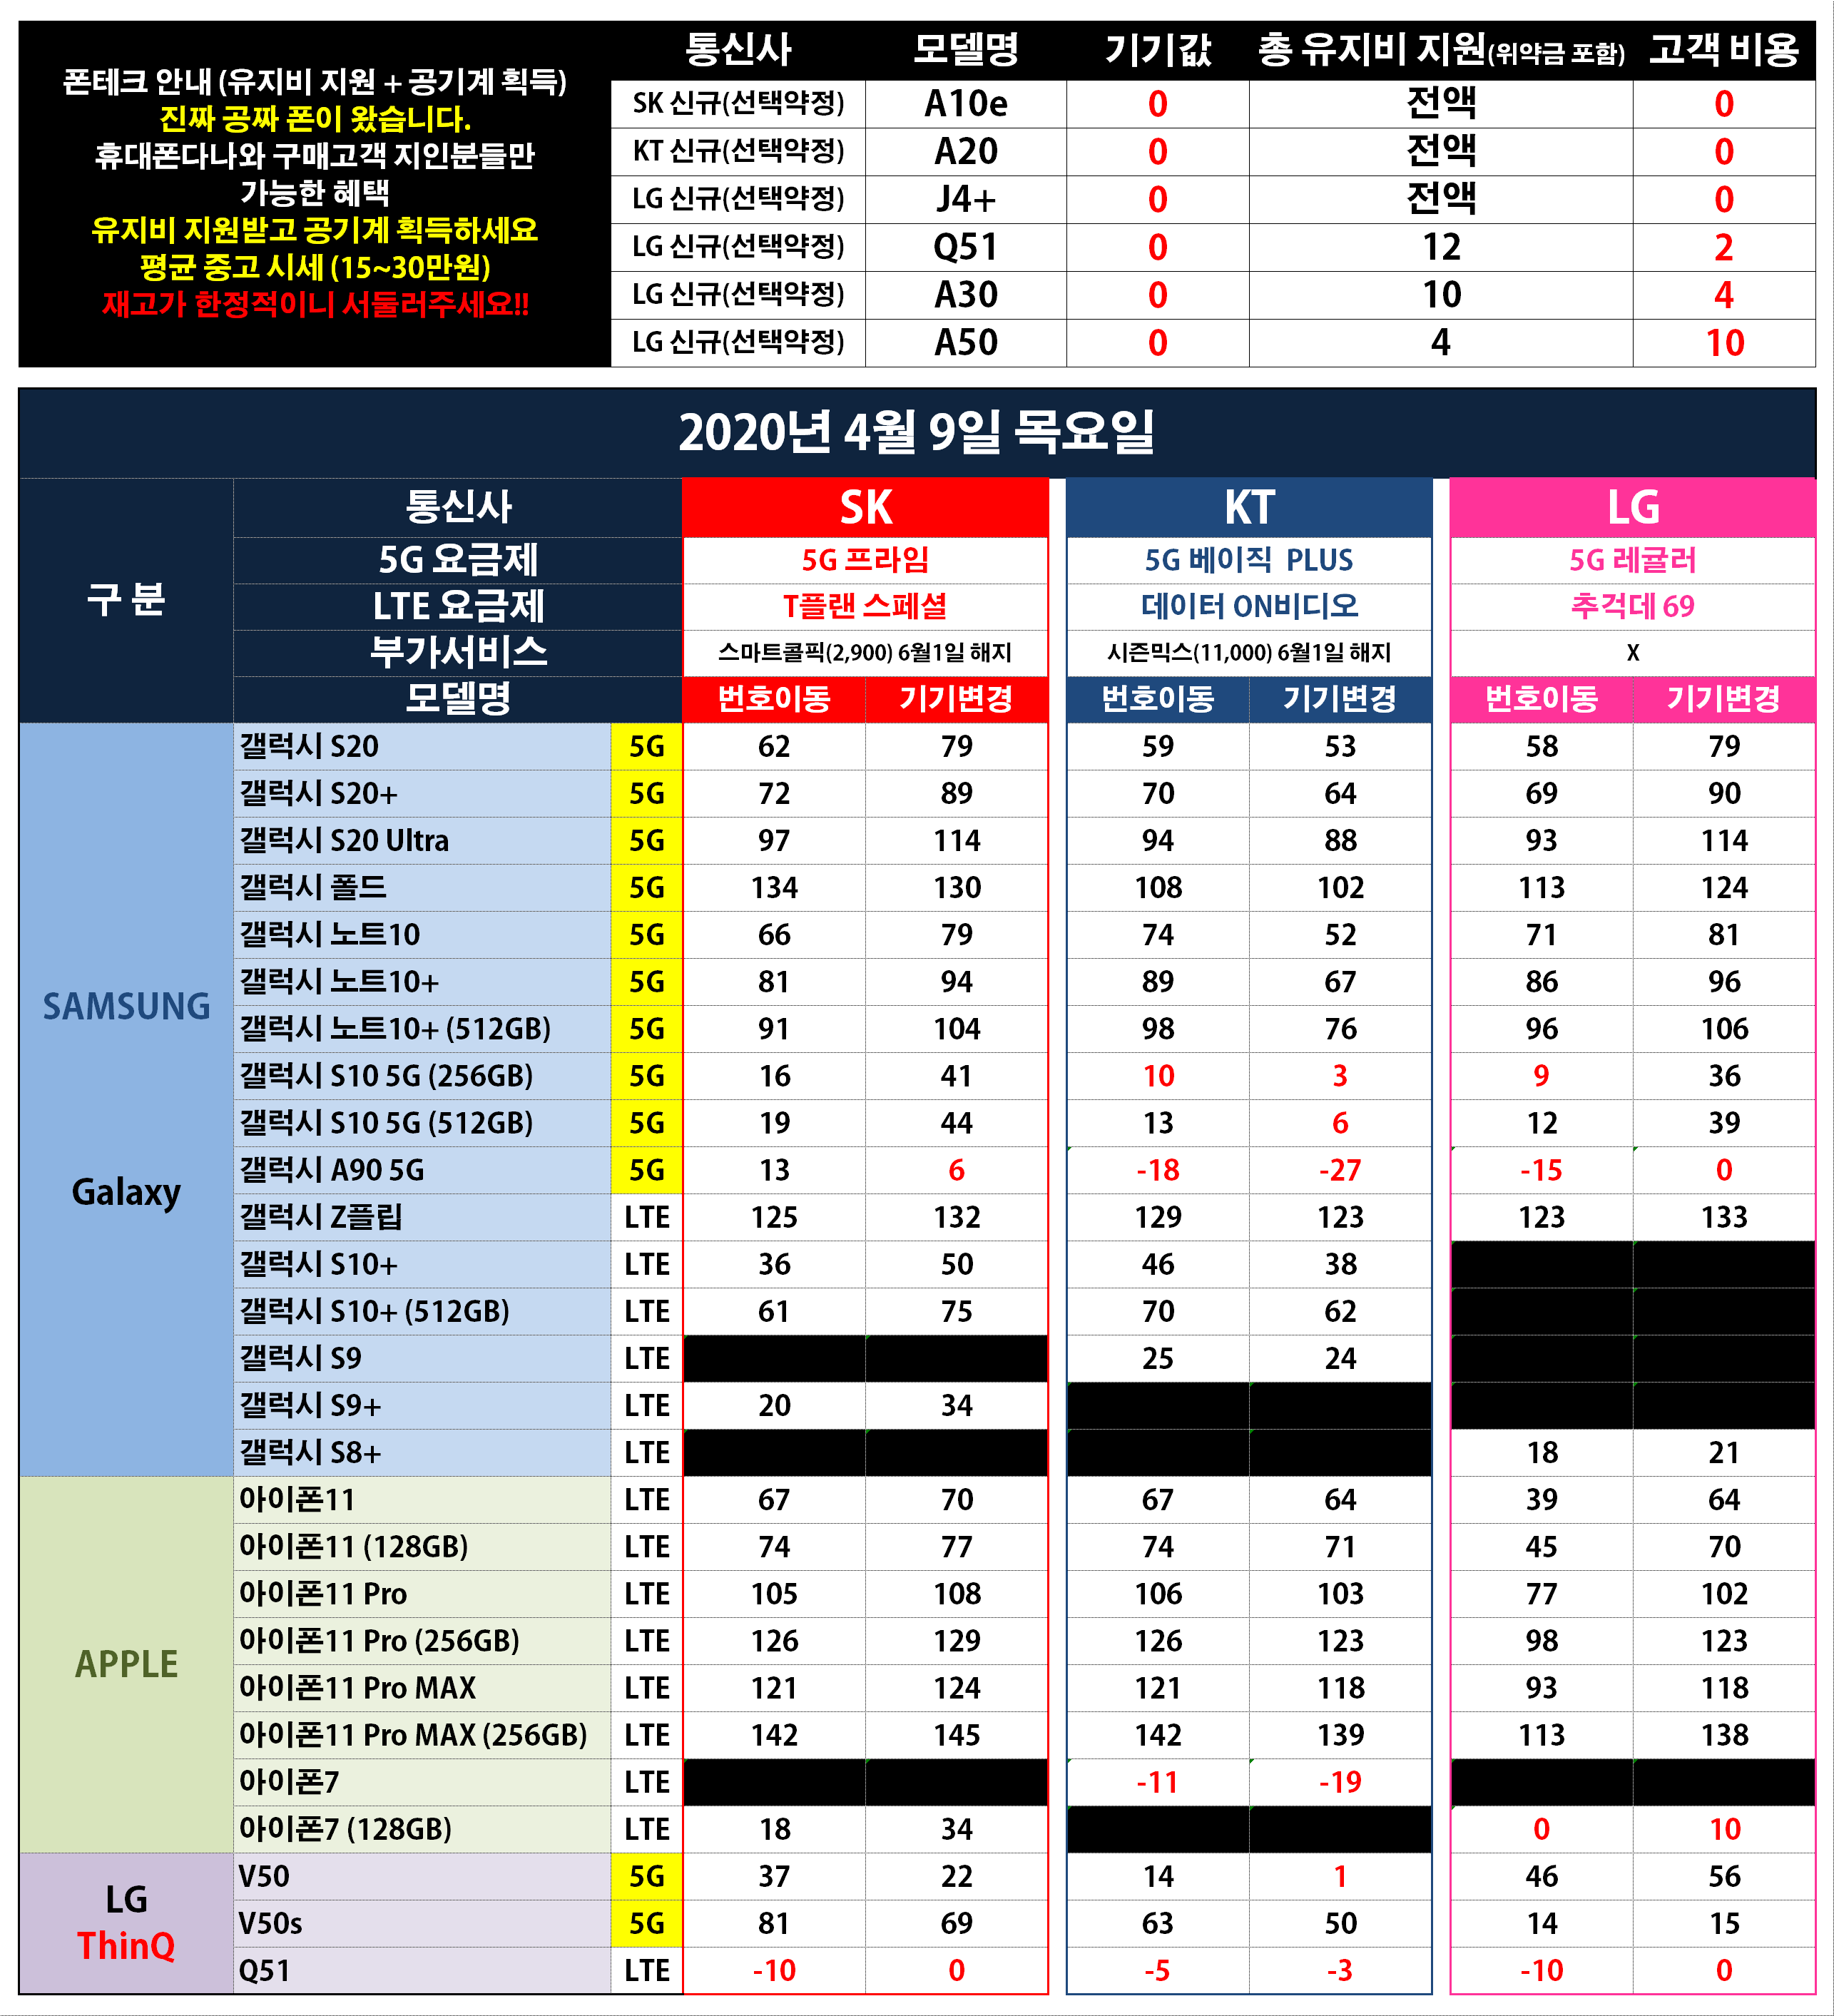 폰테크 안내 (유지비 지원 + 공기계 획득)
진짜 공짜 폰이 왔습니다.
휴대폰다나와 구매고객 지인분들만
가능한 혜택
유지비 지원받고 공기계 획득하세요
평균 중고 시세 (15~30만원)
재고가 한정적이니 서둘러주세요!!
통신사 모델명 기기값 총 유지비 지원(위약금 포함) 고객 비용
SK 신규(선택약정) A10e 0 전액 0
KT 신규(선택약정) A20 0 전액 0
LG 신규(선택약정) J4+ 0 전액 0
LG 신규(선택약정) Q51 0 12 2
LG 신규(선택약정) A30 0 10 4
LG 신규(선택약정) A50 0 4 10
2020년 4월 9일 목요일
구 분
통신사 SK KT LG
5G 요금제 5G 프라임 5G 베이직 PLUS 5G 레귤러
LTE 요금제 T플랜 스페셜 데이터 ON비디오 추걱데 69
부가서비스 스마트콜픽(2,900) 6월1일 해지 시즌믹스(11,000) 6월1일 해지 X
모델명 번호이동 기기변경 번호이동 기기변경 번호이동 기기변경
SAMSUNG
Galaxy
갤럭시 S20 5G 62 79 59 53 58 79
갤럭시 S20+ 5G 72 89 70 64 69 90
갤럭시 S20 Ultra 5G 97 114 94 88 93 114
갤럭시 폴드 5G 134 130 108 102 113 124
갤럭시 노트10 5G 66 79 74 52 71 81
갤럭시 노트10+ 5G 81 94 89 67 86 96
갤럭시 노트10+ (512GB) 5G 91 104 98 76 96 106
갤럭시 S10 5G (256GB) 5G 16 41 10 3 9 36
갤럭시 S10 5G (512GB) 5G 19 44 13 6 12 39
갤럭시 A90 5G 5G 13 6 -18 -27 -15 0
갤럭시 Z플립 LTE 125 132 129 123 123 133
갤럭시 S10+ LTE 36 50 46 38
갤럭시 S10+ (512GB) LTE 61 75 70 62
갤럭시 S9 LTE 25 24
갤럭시 S9+ LTE 20 34
갤럭시 S8+ LTE 18 21
APPLE
아이폰11 LTE 67 70 67 64 39 64
아이폰11 (128GB) LTE 74 77 74 71 45 70
아이폰11 Pro LTE 105 108 106 103 77 102
아이폰11 Pro (256GB) LTE 126 129 126 123 98 123
아이폰11 Pro MAX LTE 121 124 121 118 93 118
아이폰11 Pro MAX (256GB) LTE 142 145 142 139 113 138
아이폰7 LTE -11 -19
아이폰7 (128GB) LTE 18 34 0 10
LG
ThinQ
V50 5G 37 22 14 1 46 56
V50s 5G 81 69 63 50 14 15
Q51 LTE -10 0 -5 -3 -10 0